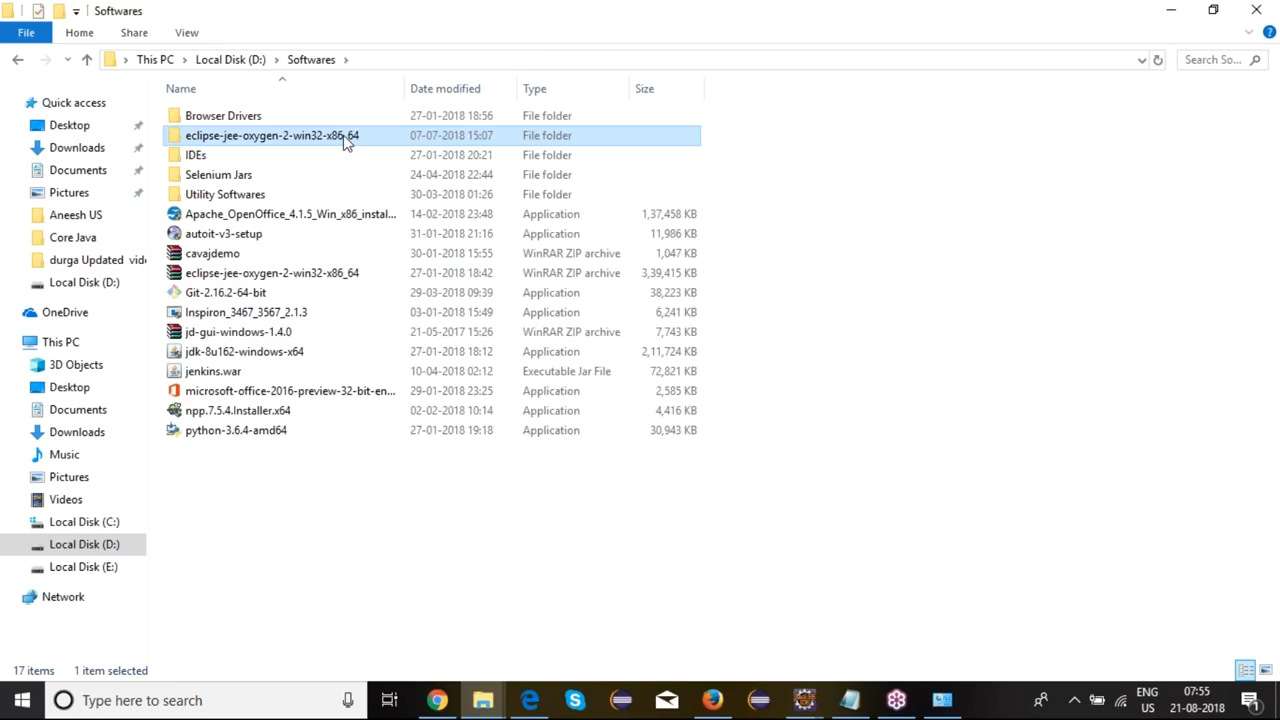 Softwares
File Home Share View
This PC Local Disk (D:) Softwares Search So...
Name Date modified Type Size
Quick access
Desktop
Downloads
Documents
Pictures
Aneesh US
Core Java
durga Updated
Local Disk (D:)
OneDrive
This PC
3D Objects
Desktop
Documents
Downloads
Music
Pictures
Videos
Local Disk (C:)
Local Disk (D:)
Local Disk (E:)
Network
Browser Drivers 27-01-2018 18:56 File folder
eclipse-jee-oxygen-2-win32-x86_64 07-07-2018 15:07 File folder
IDEs 27-01-2018 20:21 File folder
Selenium Jars 24-04-2018 22:44 File folder
Utility Softwares 30-03-2018 01:26 File folder
Apache_OpenOffice_4.1.5_Win_x86_instal... 14-02-2018 23:48 Application 1,37,458 KB
autoit-v3-setup 31-01-2018 21:16 Application 11,986 KB
cavajdemo 30-01-2018 15:55 WinRAR ZIP archive 1,047 KB
eclipse-jee-oxygen-2-win32-x86_64 27-01-2018 18:42 WinRAR ZIP archive 3,39,415 KB
Git-2.16.2-64-bit 29-03-2018 09:39 Application 38,223 KB
Inspiron_3467_3567_2.1.3 03-01-2018 15:49 Application 6,241 KB
jd-gui-windows-1.4.0 21-05-2017 15:26 WinRAR ZIP archive 7,743 KB
jdk-8u162-windows-x64 27-01-2018 18:12 Application 2,11,724 KB
jenkins.war 10-04-2018 02:12 Executable Jar File 72,821 KB
microsoft-office-2016-preview-32-bit-en... 29-01-2018 23:25 Application 2,585 KB
npp.7.5.4.Installer.x64 02-02-2018 10:14 Application 4,416 KB
python-3.6.4-amd64 27-01-2018 19:18 Application 30,943 KB
17 items 1 item selected
Type here to search
ENG 07:55
US 21-08-2018
1